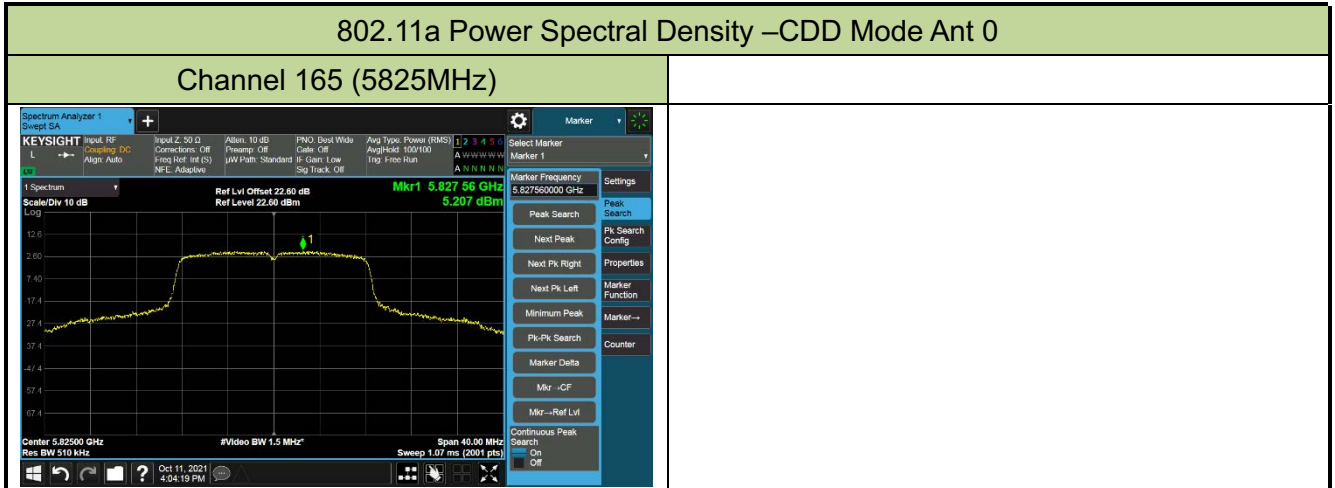 802.11a Power Spectral Density –CDD Mode Ant 0
Channel 165 (5825MHz)
Spectrum Analyzer 1
Swept SA
+
Marker
KEYSIGHT
L
Input: RF
Coupling: DC
Align: Auto
Input Z: 50 Ω
Corrections: Off
Freq Ref: Int (S)
NFE: Adaptive
Atten: 10 dB
Preamp: Off
µW Path: Standard
PNO: Best Wide
Gate: Off
IF Gain: Low
Sig Track: Off
Avg Type: Power (RMS)
Avg|Hold: 100/100
Trig: Free Run
1 2 3 4 5 6
A W W W W W
A N N N N N
Select Marker
Marker 1
1 Spectrum
Scale/Div 10 dB
Log
Ref Lvl Offset 22.60 dB
Ref Level 22.60 dBm
Mkr1 5.827 56 GHz
5.207 dBm
12.6
2.60
-7.40
-17.4
-27.4
-37.4
-47.4
-57.4
-67.4
1
Center 5.82500 GHz
Res BW 510 kHz
#Video BW 1.5 MHz*
Span 40.00 MHz
Sweep 1.07 ms (2001 pts)
Marker Frequency
5.827560000 GHz
Peak Search
Next Peak
Next Pk Right
Next Pk Left
Minimum Peak
Pk-Pk Search
Marker Delta
Mkr→CF
Mkr→Ref Lvl
Continuous Peak
Search
On
Off
Settings
Peak
Search
Pk Search
Config
Properties
Marker
Function
Marker→
Counter
?
Oct 11, 2021
4:04:19 PM